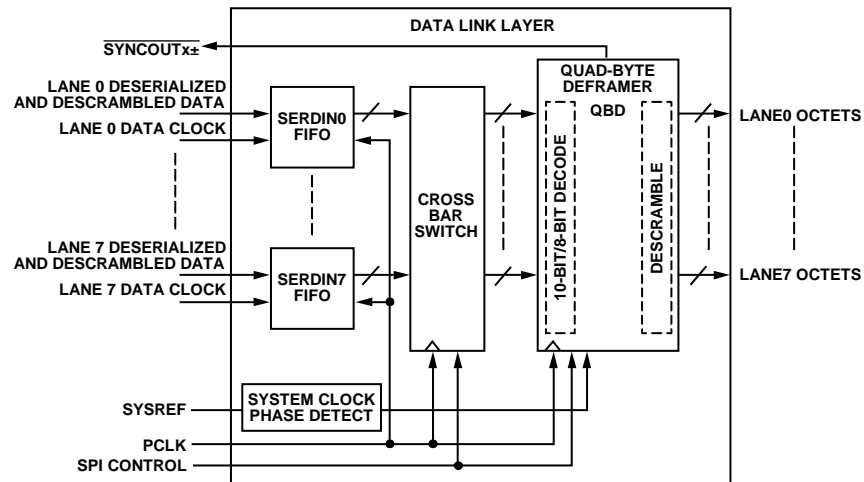 DATA LINK LAYER
SYNCOUTx±
QUAD-BYTE
DEFRAMER
QBD
LANE 0 DESERIALIZED
AND DESCRAMBLED DATA
LANE 0 DATA CLOCK
SERDIN0
FIFO
LANE0 OCTETS
CROSS
BAR
SWITCH
10-BIT/8-BIT DECODE
DESCRAMBLE
LANE 7 DESERIALIZED
AND DESCRAMBLED DATA
LANE 7 DATA CLOCK
SERDIN7
FIFO
LANE7 OCTETS
SYSREF
SYSTEM CLOCK
PHASE DETECT
PCLK
SPI CONTROL